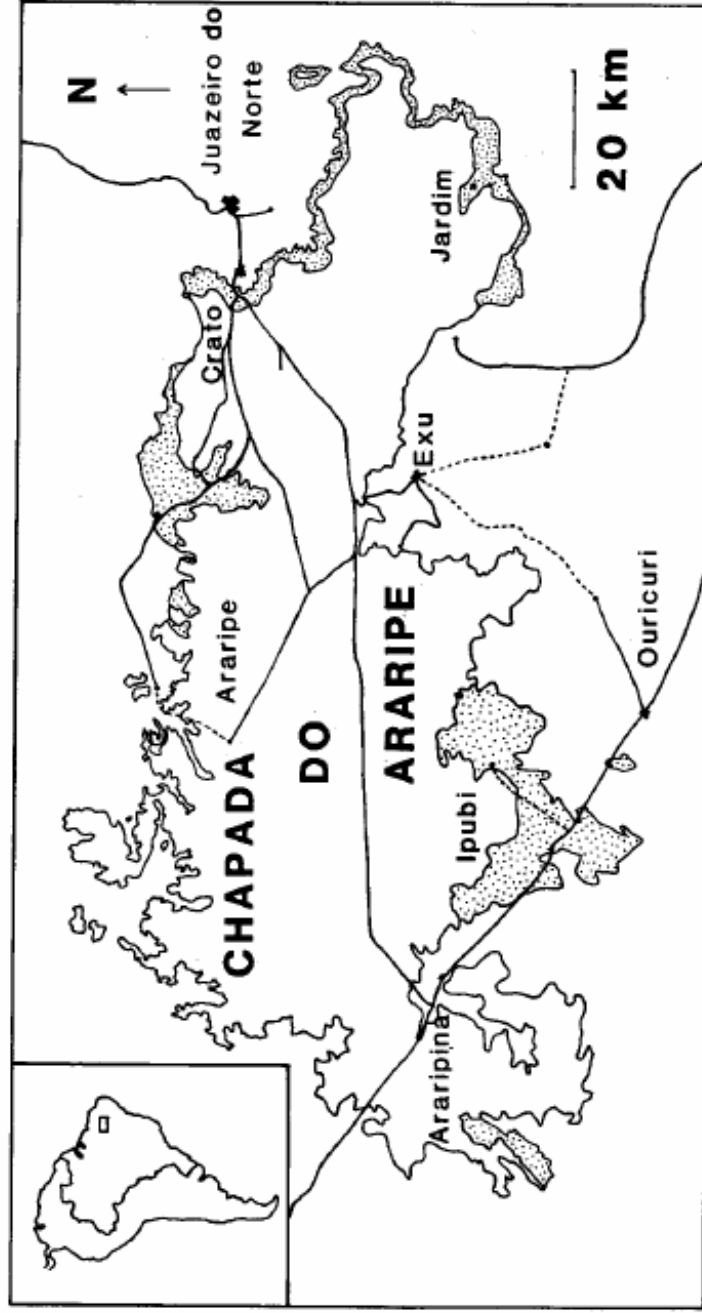 N
Juazeiro do
Norte
Crato
Araripe
CHAPADA
DO
ARARIPE
Jardim
Exu
Ipubi
Araripina
Ouricuri
20 km